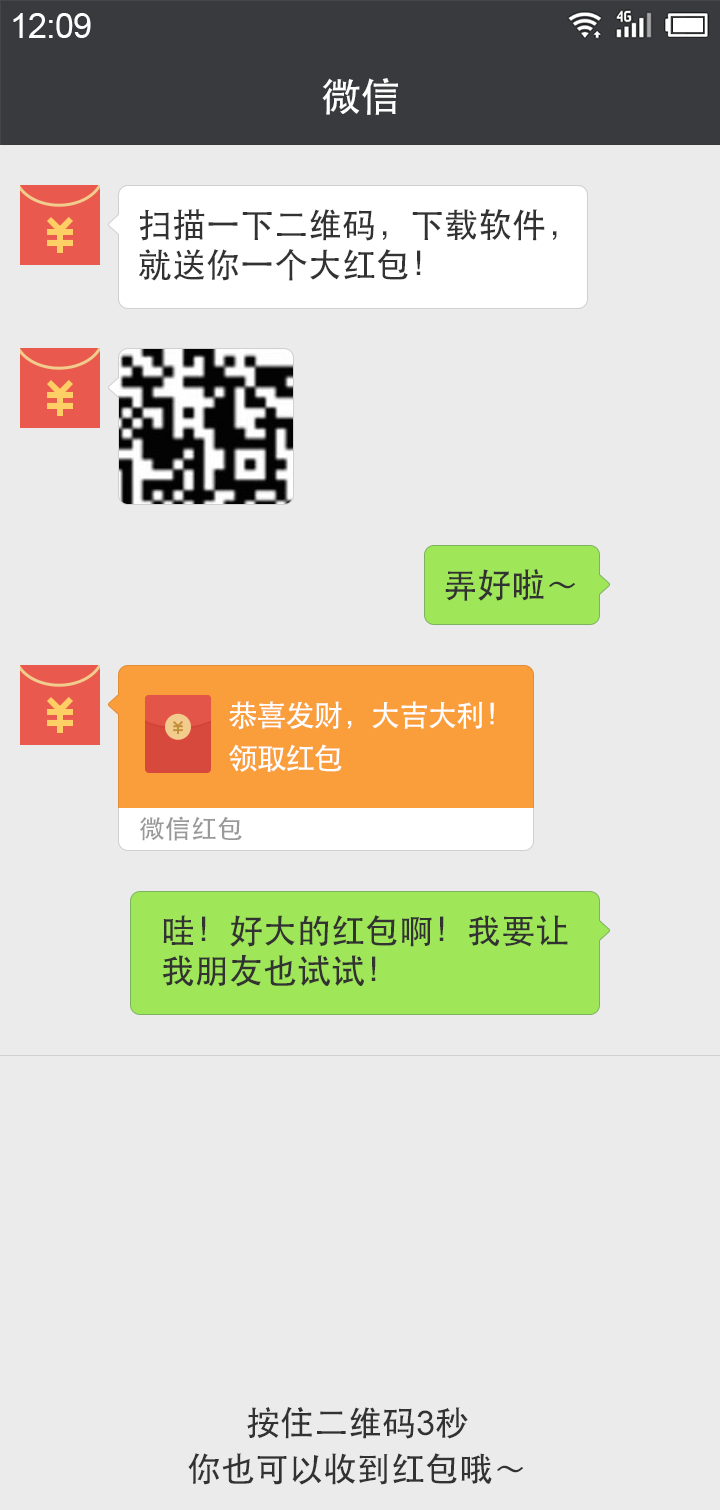 12:09
4G
微信
扫描一下二维码，下载软件，
就送你一个大红包！
弄好啦～
恭喜发财，大吉大利！
领取红包
微信红包
哇！好大的红包啊！我要让
我朋友也试试！
按住二维码3秒
你也可以收到红包哦～